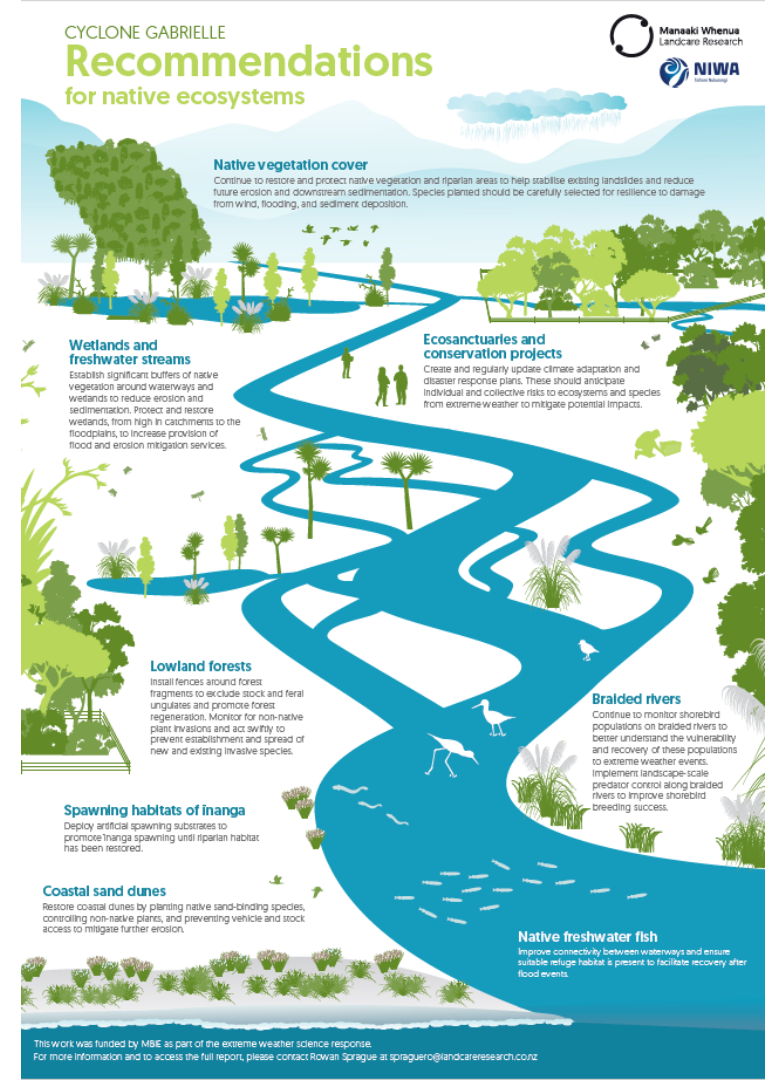 CYCLONE GABRIELLE
Recommendations
for native ecosystems
Manaaki Whenua
Landcare Research
NIWA
Taihoro Nukurangi
Native vegetation cover
Continue to restore and protect native vegetation and riparian areas to help stabilise existing landslides and reduce
future erosion and downstream sedimentation. Species planted should be carefully selected for resilience to damage
from wind, flooding, and sediment deposition.
Wetlands and
freshwater streams
Establish significant buffers of native
vegetation around waterways and
wetlands to reduce erosion and
sedimentation. Protect and restore
wetlands, from high in catchments to the
floodplains, to increase provision of
flood and erosion mitigation services.
Ecosanctuaries and
conservation projects
Create and regularly update climate adaptation and
disaster response plans. These should anticipate
individual and collective risks to ecosystems and species
from extreme weather to mitigate potential impacts.
Lowland forests
Install fences around forest
fragments to exclude stock and feral
ungulates and promote forest
regeneration. Monitor for non-native
plant invasions and act swiftly to
prevent establishment and spread of
new and existing invasive species.
Braided rivers
Continue to monitor shorebird
populations on braided rivers to
better understand the vulnerability
and recovery of these populations
to extreme weather events.
Implement landscape-scale
predator control along braided
rivers to improve shorebird
breeding success.
Spawning habitats of īnanga
Deploy artificial spawning substrates to
promote īnanga spawning until riparian habitat
has been restored.
Coastal sand dunes
Restore coastal dunes by planting native sand-binding species,
controlling non-native plants, and preventing vehicle and stock
access to mitigate further erosion.
Native freshwater fish
Improve connectivity between waterways and ensure
suitable refuge habitat is present to facilitate recovery after
flood events.
This work was funded by MBIE as part of the extreme weather science response.
For more information and to access the full report, please contact Rowan Sprague at spraguero@landcareresearch.co.nz